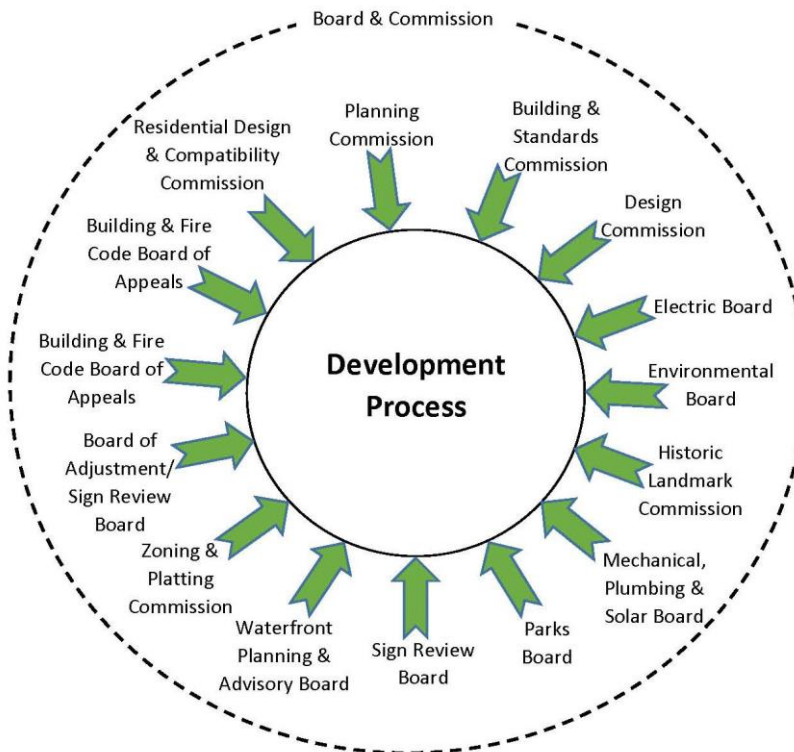 Board & Commission
Planning
Commission
Building &
Standards
Commission
Design
Commission
Electric Board
Environmental
Board
Historic
Landmark
Commission
Mechanical,
Plumbing &
Solar Board
Parks
Board
Sign Review
Board
Waterfront
Planning &
Advisory Board
Zoning &
Platting
Commission
Board of
Adjustment/
Sign Review
Board
Building & Fire
Code Board of
Appeals
Building & Fire
Code Board of
Appeals
Residential Design
& Compatibility
Commission
Development
Process